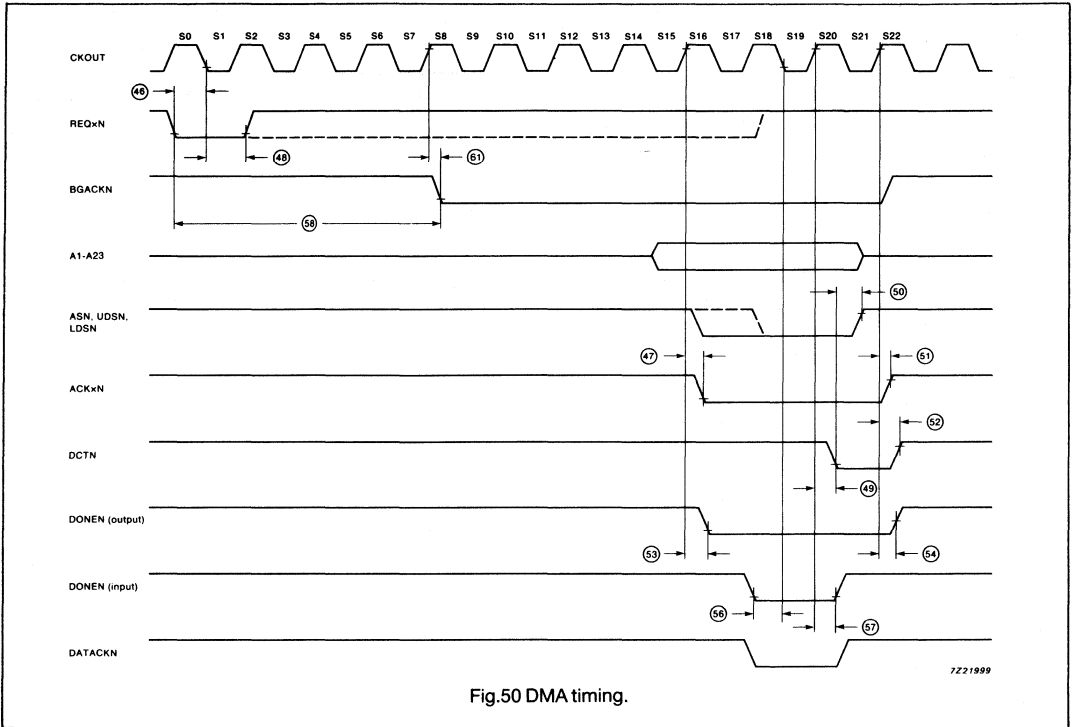 S0 S1 S2 S3 S4 S5 S6 S7 S8 S9 S10 S11 S12 S13 S14 S15 S16 S17 S18 S19 S20 S21 S22
CKOUT
46
REQxN
48
61
BGACKN
58
A1-A23
50
ASN, UDSN,
LDSN
47
51
ACKxN
52
DCTN
49
DONEN (output)
53
54
DONEN (input)
56
57
DATACKN
7Z21999
Fig.50 DMA timing.